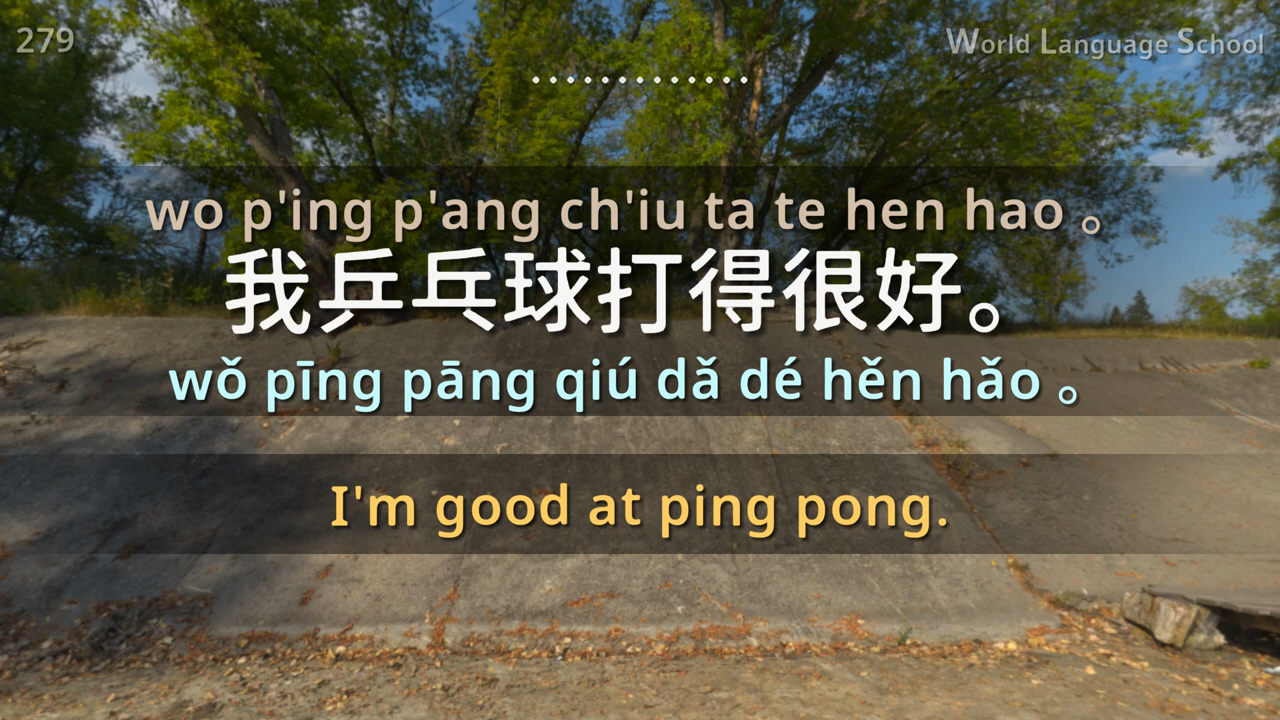 279
World Language School
wo p'ing p'ang ch'iu ta te hen hao 。
我乒乓球打得很好。
wǒ pīng pāng qiú dǎ dé hěn hǎo 。
I'm good at ping pong.